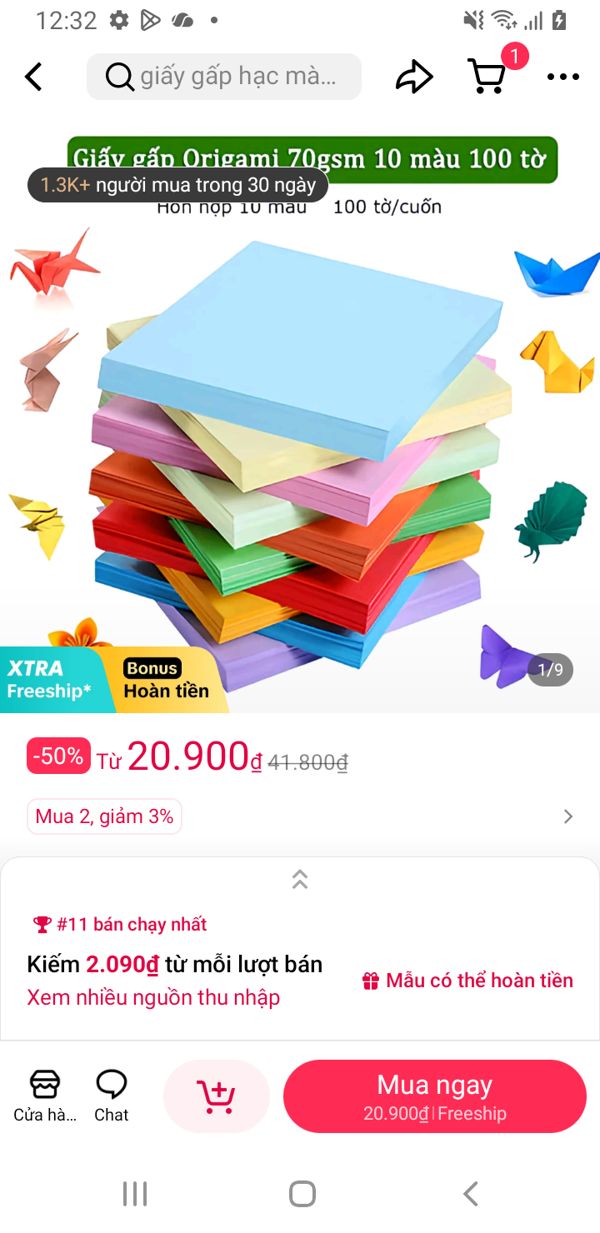 12:32
giấy gấp hạc mà...
1
Giấy gấp Origami 70gsm 10 màu 100 tờ
1.3K+ người mua trong 30 ngày
Hỗn hợp 10 màu 100 tờ/cuốn
XTRA
Freeship*
Bonus
Hoàn tiền
1/9
-50% Từ 20.900₫ 41.800₫
Mua 2, giảm 3%
#11 bán chạy nhất
Kiếm 2.090₫ từ mỗi lượt bán
Xem nhiều nguồn thu nhập
Mẫu có thể hoàn tiền
Cửa hà...
Chat
Mua ngay
20.900₫ | Freeship